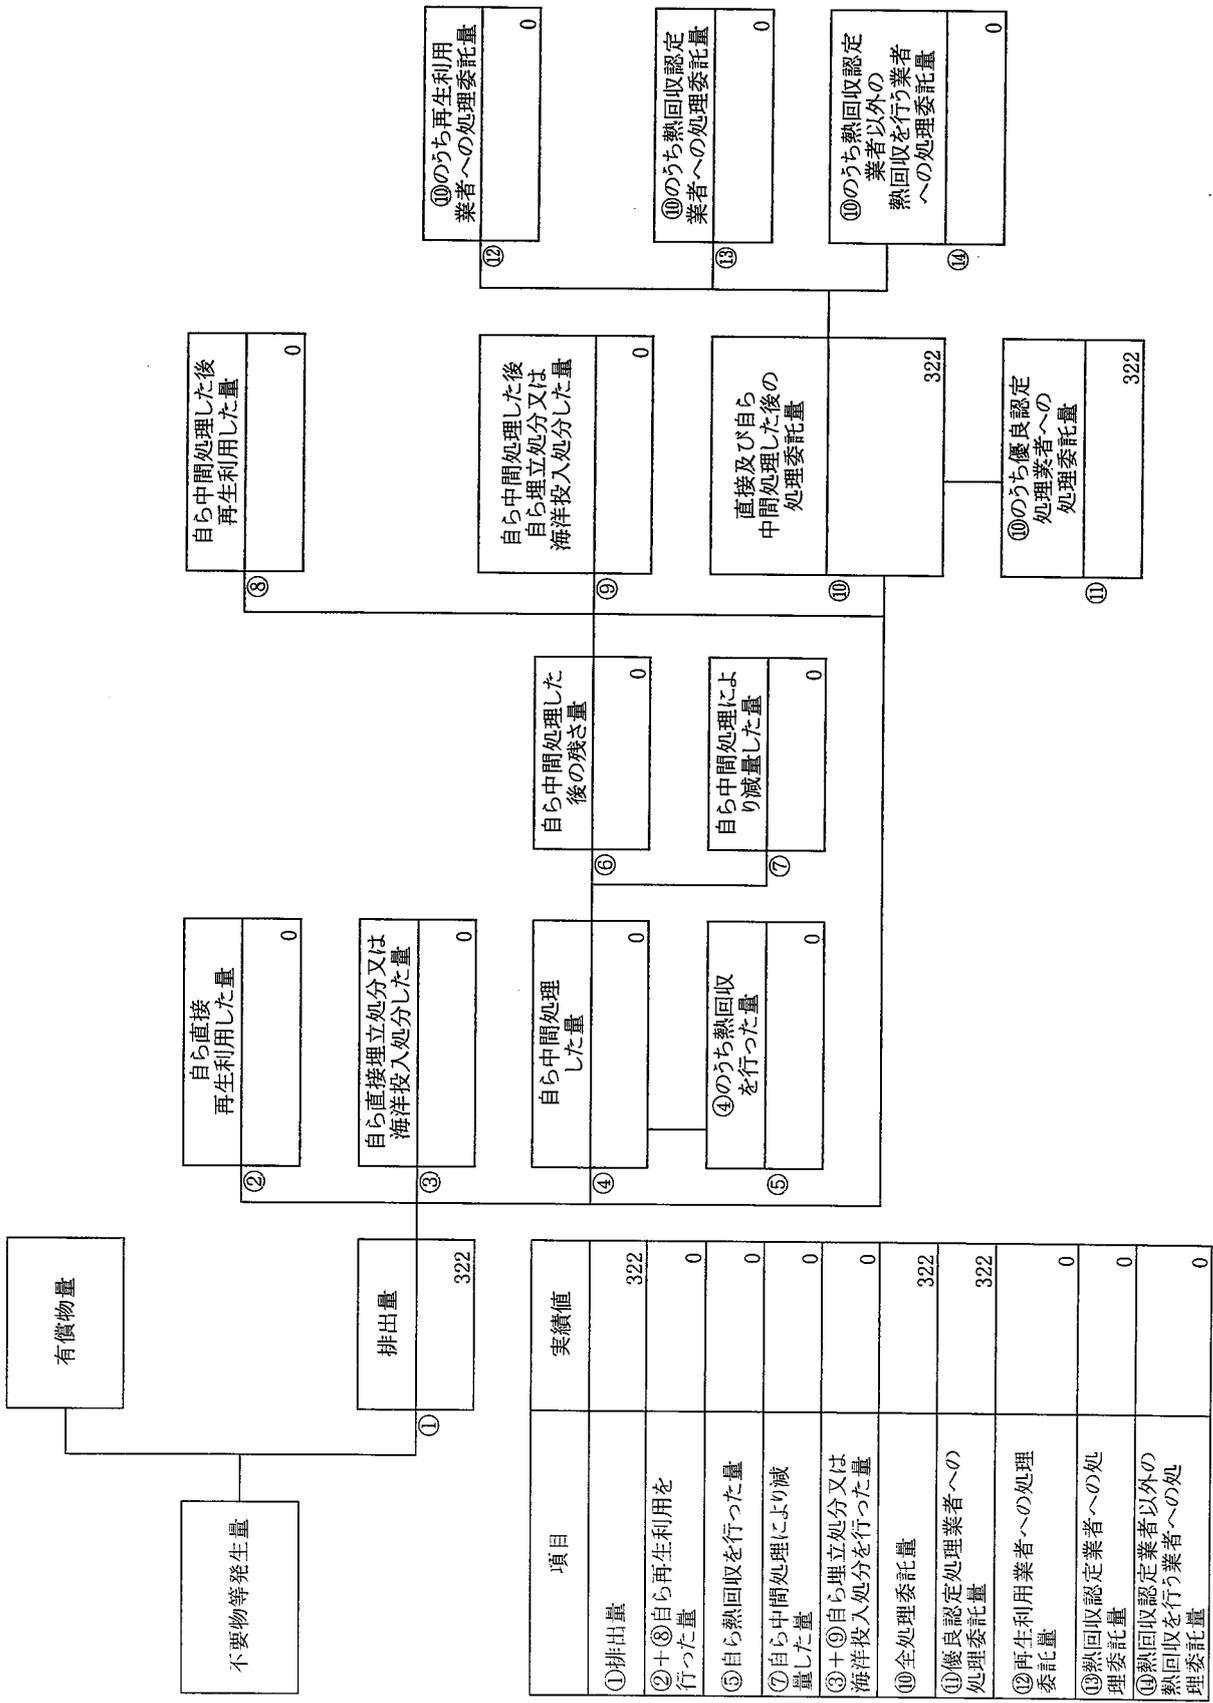 不要物等発生量
有償物量
排出量
①
322
自ら直接
再生利用した量
②
0
自ら直接埋立処分又は
海洋投入処分した量
③
0
自ら中間処理
した量
④
0
④のうち熱回収
を行った量
⑤
0
自ら中間処理した
後の残さ量
⑥
0
自ら中間処理によ
り減量した量
⑦
0
自ら中間処理した後
再生利用した量
⑧
0
自ら中間処理した後
自ら埋立処分又は
海洋投入処分した量
⑨
0
直接及び自ら
中間処理した後の
処理委託量
⑩
322
⑩のうち優良認定
処理業者への
処理委託量
⑪
322
⑩のうち再生利用
業者への処理委託量
⑫
0
⑩のうち熱回収認定
業者への処理委託量
⑬
0
⑩のうち熱回収認定
業者以外の
熱回収を行う業者
への処理委託量
⑭
0
項目 実績値
①排出量 322
②+⑧自ら再生利用を
行った量 0
⑤自ら熱回収を行った量 0
⑦自ら中間処理により減
量した量 0
③+⑨自ら埋立処分又は
海洋投入処分を行った量 0
⑩全処理委託量 322
⑪優良認定処理業者への
処理委託量 322
⑫再生利用業者への処理
委託量 0
⑬熱回収認定業者への処
理委託量 0
⑭熱回収認定業者以外の
熱回収を行う業者への処
理委託量 0